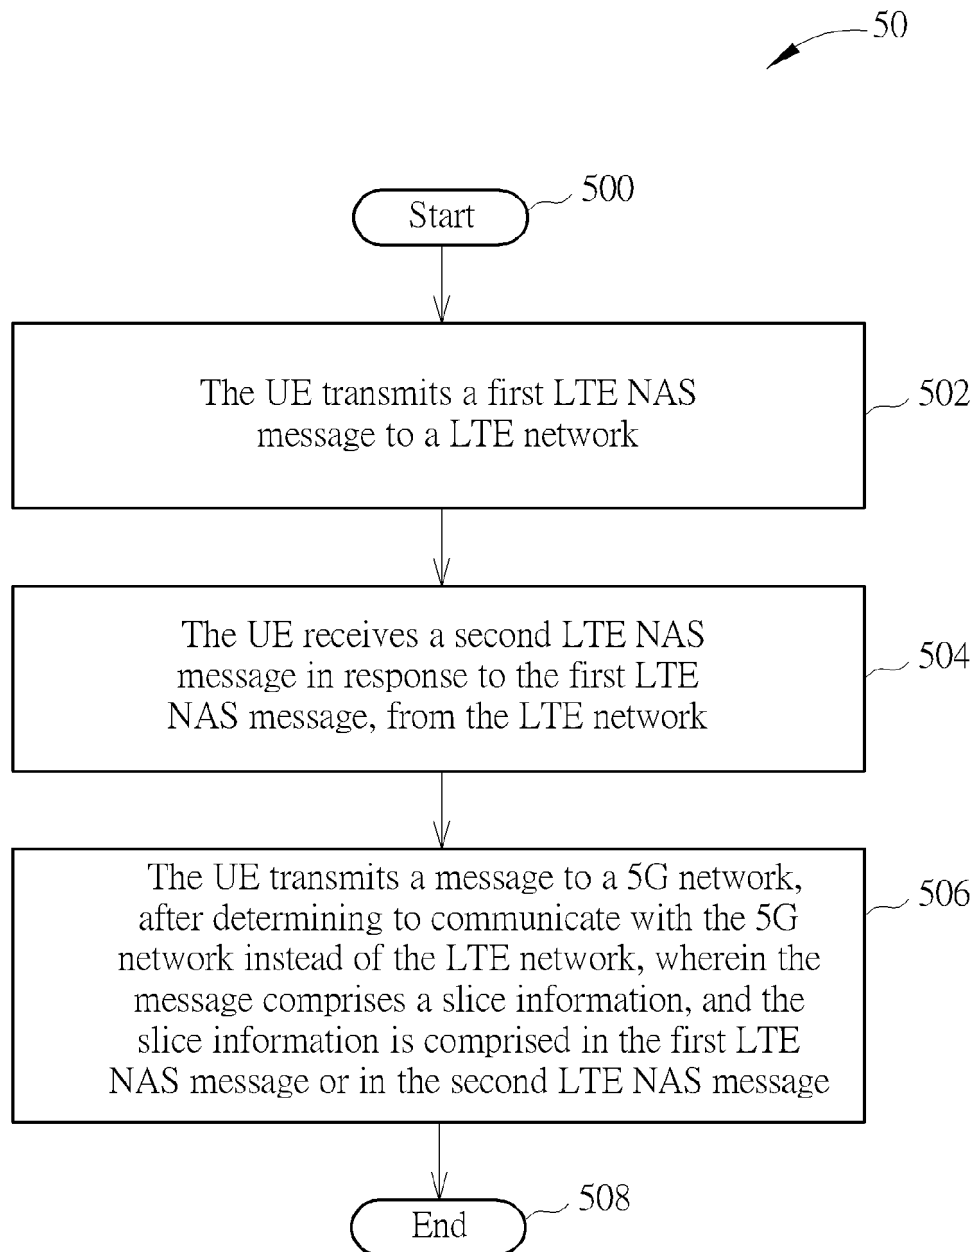 50
Start
500
The UE transmits a first LTE NAS
message to a LTE network
502
The UE receives a second LTE NAS
message in response to the first LTE
NAS message, from the LTE network
504
The UE transmits a message to a 5G network,
after determining to communicate with the 5G
network instead of the LTE network, wherein the
message comprises a slice information, and the
slice information is comprised in the first LTE
NAS message or in the second LTE NAS message
506
End
508